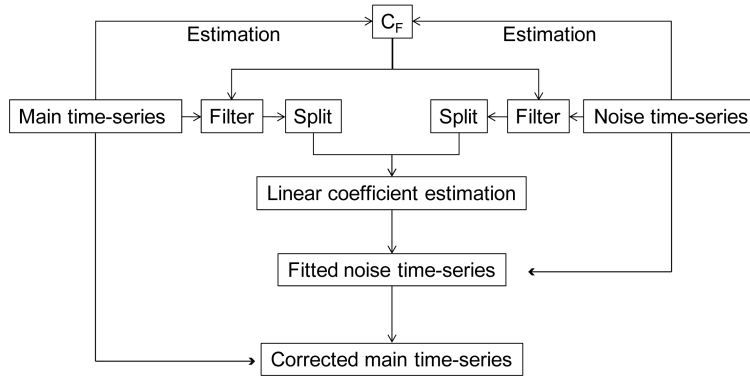 C_F
Estimation
Estimation
Main time-series
Filter
Split
Split
Filter
Noise time-series
Linear coefficient estimation
Fitted noise time-series
Corrected main time-series